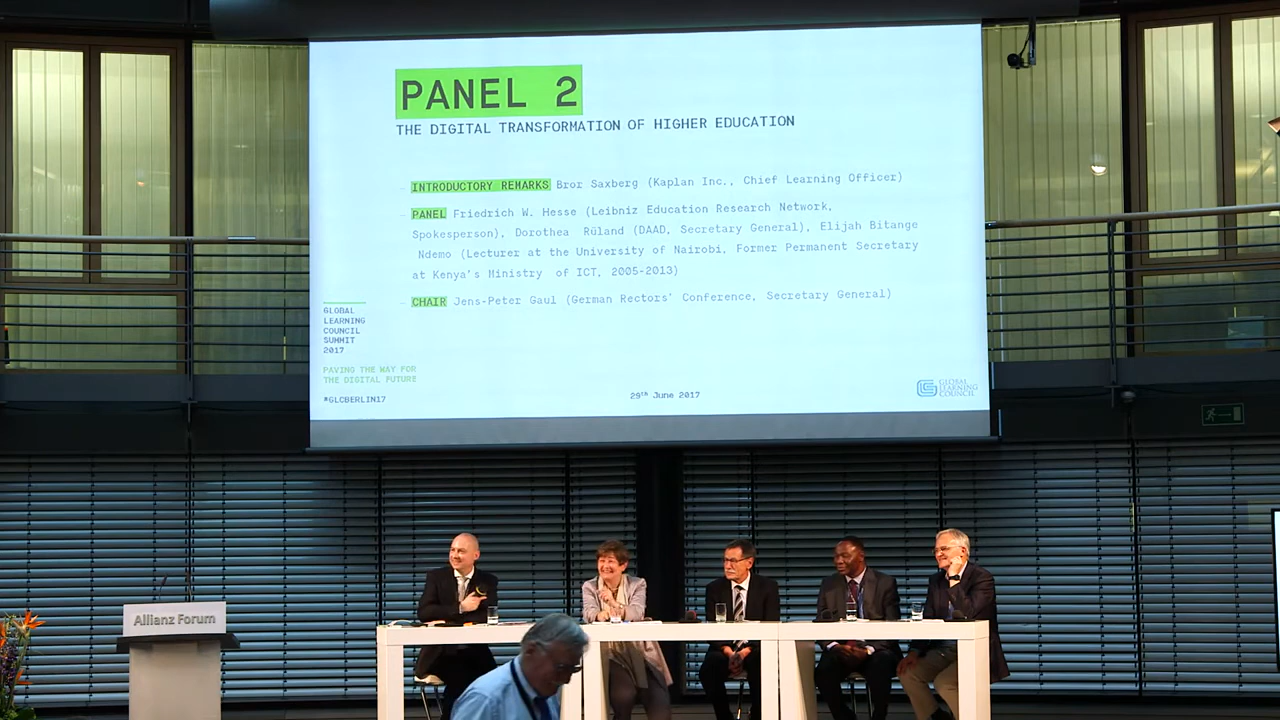 PANEL 2
THE DIGITAL TRANSFORMATION OF HIGHER EDUCATION
– INTRODUCTORY REMARKS Bror Saxberg (Kaplan Inc., Chief Learning Officer)
– PANEL Friedrich W. Hesse (Leibniz Education Research Network,
Spokesperson), Dorothea Rüland (DAAD, Secretary General), Elijah Bitange
Ndemo (Lecturer at the University of Nairobi, Former Permanent Secretary
at Kenya's Ministry of ICT, 2005-2013)
– CHAIR Jens-Peter Gaul (German Rectors' Conference, Secretary General)
GLOBAL
LEARNING
COUNCIL
SUMMIT
2017
PAVING THE WAY FOR
THE DIGITAL FUTURE
#GLCBERLIN17
29th June 2017
GLOBAL
LEARNING
COUNCIL
Allianz Forum